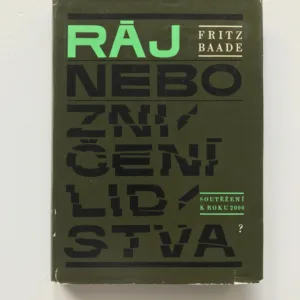 RÁJ
FRITZ
BAADE
NEBO
ZNI
ČENÍ
LID
STVA
SOUTĚŽENÍ
K ROKU 2000
?